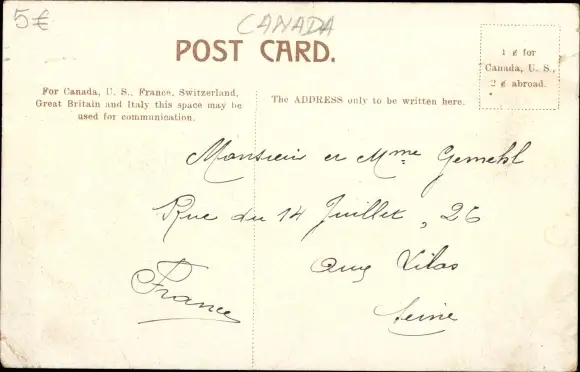 5€
CANADA
POST CARD.
1 ¢ for
Canada, U. S.,
2 ¢ abroad.
For Canada, U. S., France, Switzerland,
Great Britain and Italy this space may be
used for communication.
The ADDRESS only to be written here.
Monsieur et Mme
Rue du 14 Juillet, 26
aux Lilas
Seine
France